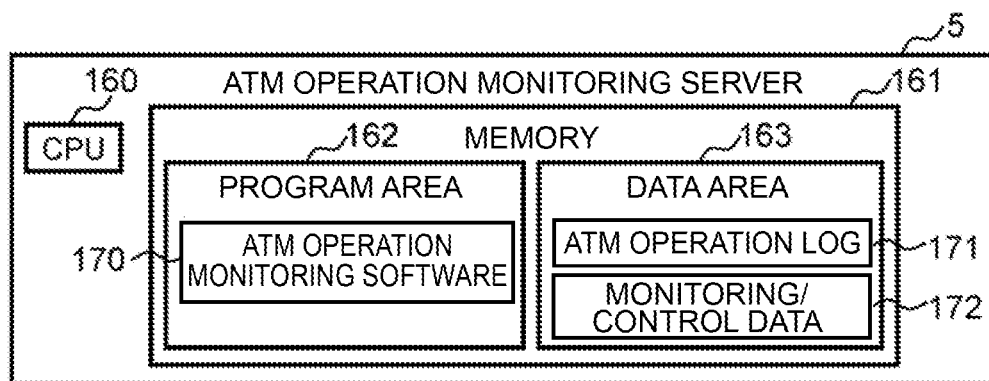 5
160
ATM OPERATION MONITORING SERVER
161
CPU
MEMORY
162
163
PROGRAM AREA
DATA AREA
170
ATM OPERATION
MONITORING SOFTWARE
ATM OPERATION LOG
171
MONITORING/
CONTROL DATA
172